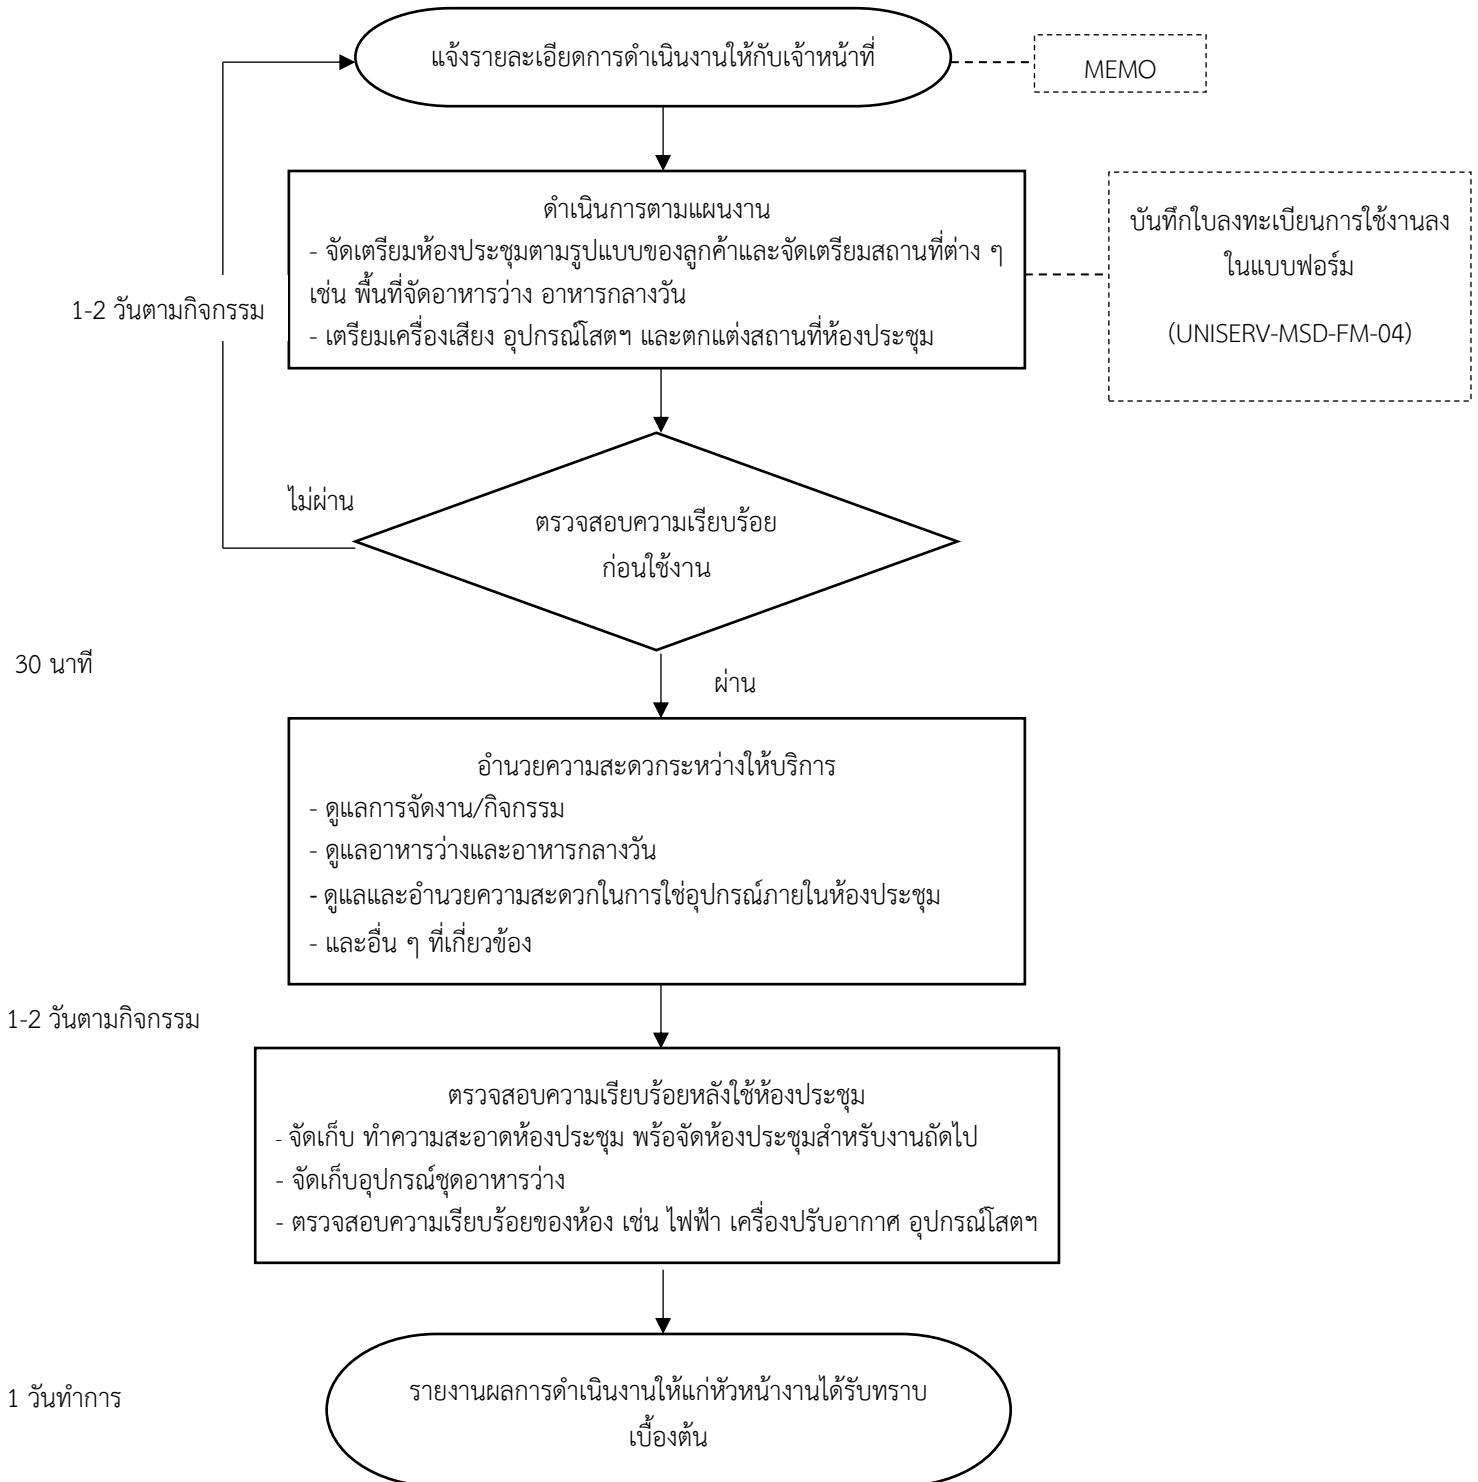 แจ้งรายละเอียดการดำเนินงานให้กับเจ้าหน้าที่
MEMO
ดำเนินการตามแผนงาน
- จัดเตรียมห้องประชุมตามรูปแบบของลูกค้าและจัดเตรียมสถานที่ต่าง ๆ
เช่น พื้นที่จัดอาหารว่าง อาหารกลางวัน
- เตรียมเครื่องเสียง อุปกรณ์โสตฯ และตกแต่งสถานที่ห้องประชุม
บันทึกใบลงทะเบียนการใช้งานลง
ในแบบฟอร์ม
(UNISERV-MSD-FM-04)
1-2 วันตามกิจกรรม
ไม่ผ่าน
ตรวจสอบความเรียบร้อย
ก่อนใช้งาน
30 นาที
ผ่าน
อำนวยความสะดวกระหว่างให้บริการ
- ดูแลการจัดงาน/กิจกรรม
- ดูแลอาหารว่างและอาหารกลางวัน
- ดูแลและอำนวยความสะดวกในการใช่อุปกรณ์ภายในห้องประชุม
- และอื่น ๆ ที่เกี่ยวข้อง
1-2 วันตามกิจกรรม
ตรวจสอบความเรียบร้อยหลังใช้ห้องประชุม
- จัดเก็บ ทำความสะอาดห้องประชุม พร้อจัดห้องประชุมสำหรับงานถัดไป
- จัดเก็บอุปกรณ์ชุดอาหารว่าง
- ตรวจสอบความเรียบร้อยของห้อง เช่น ไฟฟ้า เครื่องปรับอากาศ อุปกรณ์โสตฯ
1 วันทำการ
รายงานผลการดำเนินงานให้แก่หัวหน้างานได้รับทราบ
เบื้องต้น